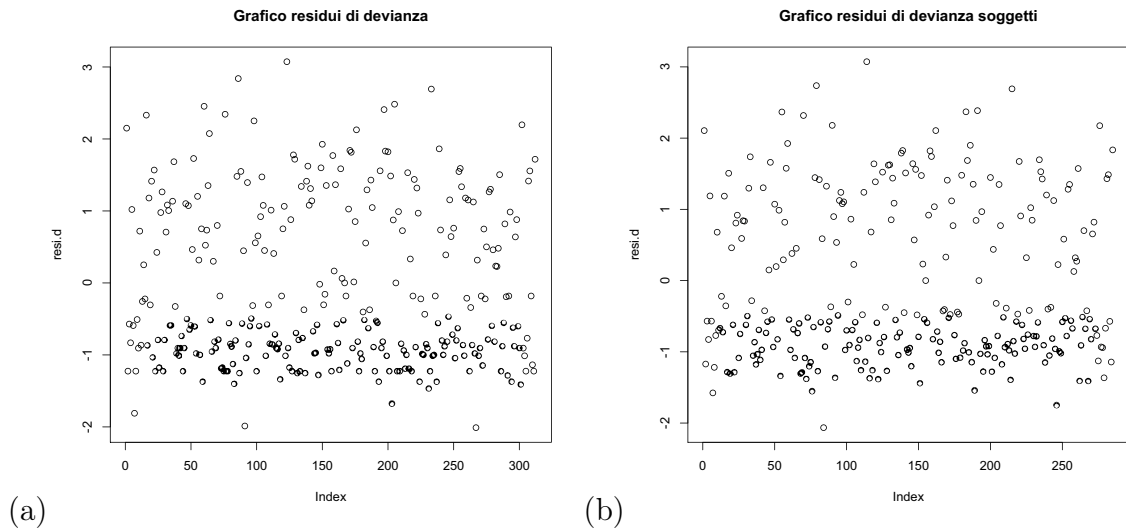 Grafico residui di devianza
resi.d
3
2
1
0
-1
-2
0 50 100 150 200 250 300
Index
(a)
Grafico residui di devianza soggetti
resi.d
3
2
1
0
-1
-2
0 50 100 150 200 250
Index
(b)